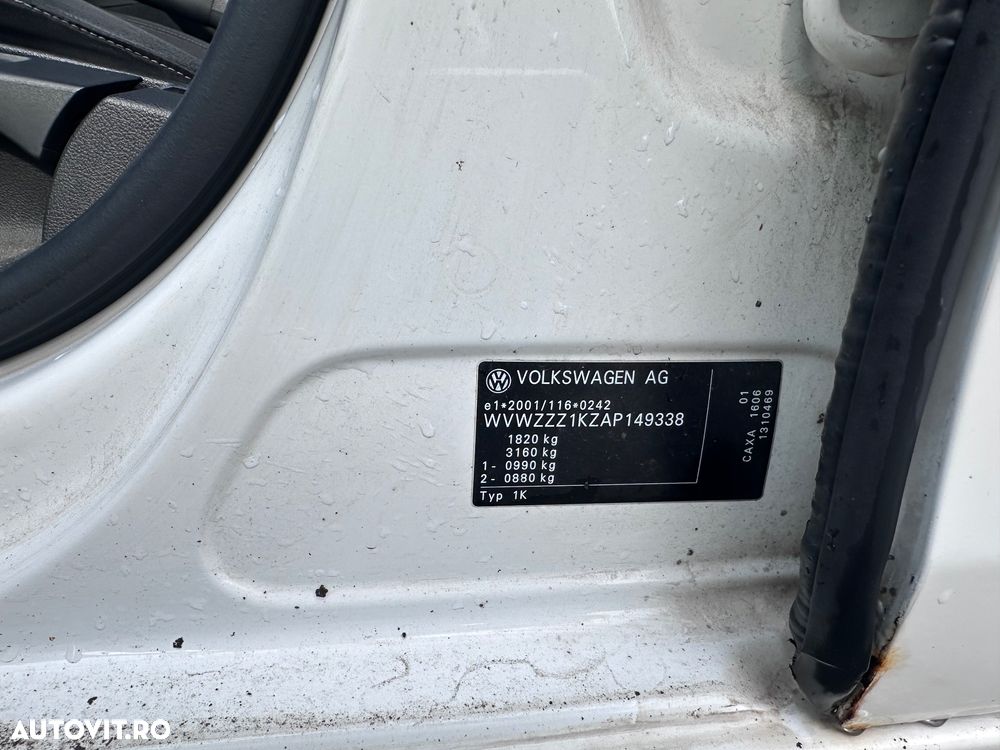 VOLKSWAGEN AG
e1*2001/116*0242
WVWZZZ1KZAP149338
1820 kg
3160 kg
1- 0990 kg
2- 0880 kg
Typ 1K
01
CAXA 1606
1310469
AUTOVIT.RO